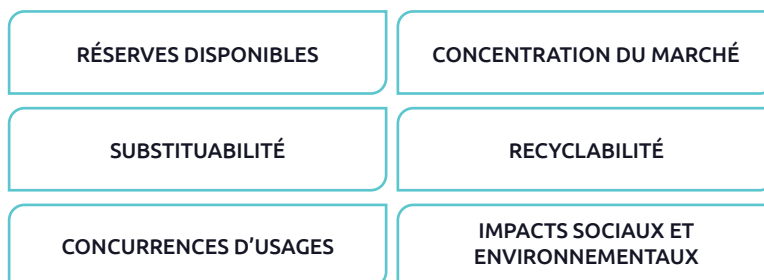 RÉSERVES DISPONIBLES
CONCENTRATION DU MARCHÉ
SUBSTITUABILITÉ
RECYCLABILITÉ
CONCURRENCES D’USAGES
IMPACTS SOCIAUX ET
ENVIRONNEMENTAUX